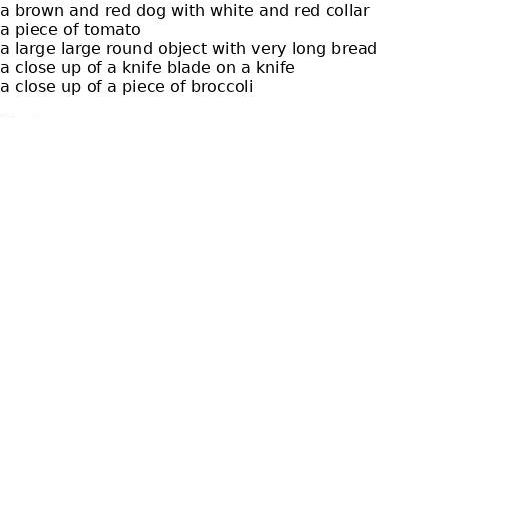 a brown and red dog with white and red collar
a piece of tomato
a large large round object with very long bread
a close up of a knife blade on a knife
a close up of a piece of broccoli